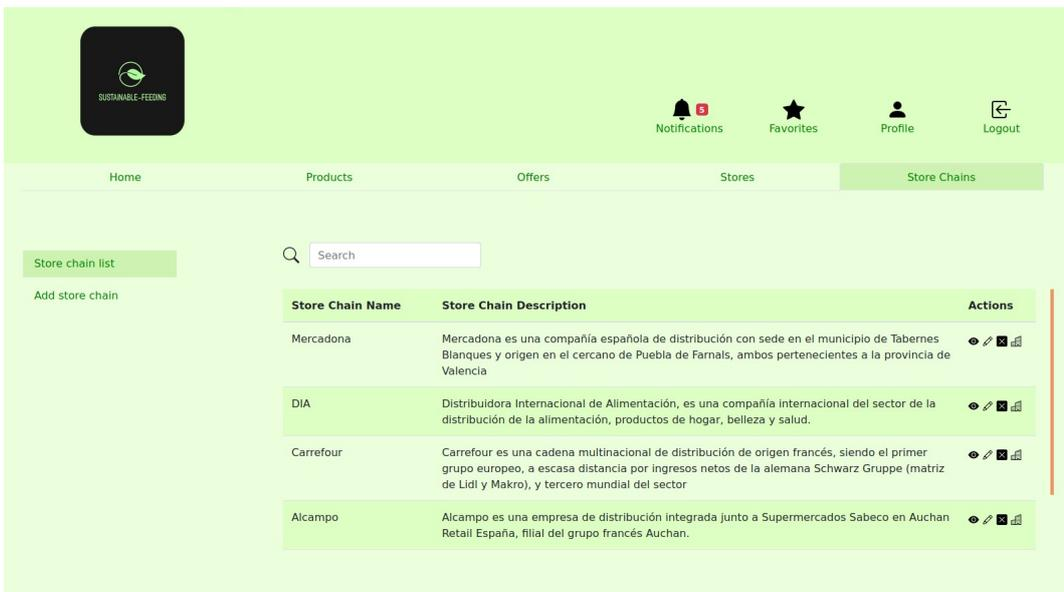 SUSTAINABLE-FEEDING
5
Notifications
Favorites
Profile
Logout
Home
Products
Offers
Stores
Store Chains
Store chain list
Add store chain
Search
Store Chain Name
Store Chain Description
Actions
Mercadona
Mercadona es una compañía española de distribución con sede en el municipio de Tabernes
Blanques y origen en el cercano de Puebla de Farnals, ambos pertenecientes a la provincia de
Valencia
DIA
Distribuidora Internacional de Alimentación, es una compañía internacional del sector de la
distribución de la alimentación, productos de hogar, belleza y salud.
Carrefour
Carrefour es una cadena multinacional de distribución de origen francés, siendo el primer
grupo europeo, a escasa distancia por ingresos netos de la alemana Schwarz Gruppe (matriz
de Lidl y Makro), y tercero mundial del sector
Alcampo
Alcampo es una empresa de distribución integrada junto a Supermercados Sabeco en Auchan
Retail España, filial del grupo francés Auchan.